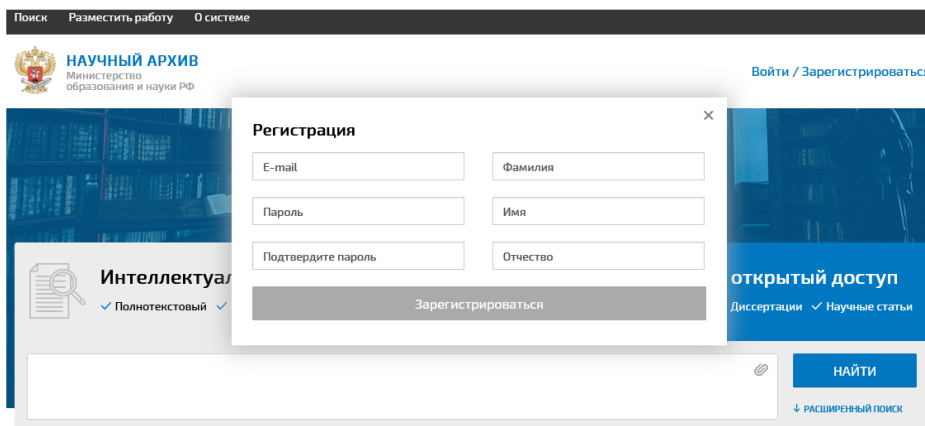 Поиск Разместить работу О системе
НАУЧНЫЙ АРХИВ
Министерство
образования и науки РФ
Войти / Зарегистрироваться
Регистрация
×
E-mail Фамилия
Пароль Имя
Подтвердите пароль Отчество
Зарегистрироваться
открытый доступ
Полнотекстовый
Диссертации Научные статьи
НАЙТИ
РАСШИРЕННЫЙ ПОИСК